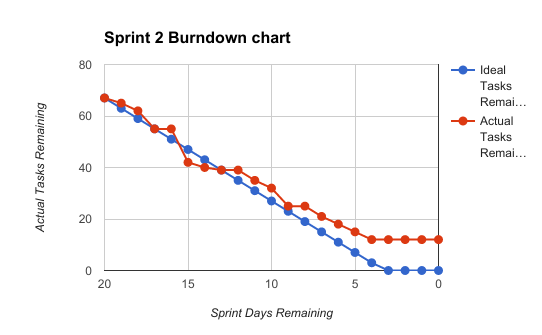 Sprint 2 Burndown chart
80
60
40
20
0
Actual Tasks Remaining
20
15
10
5
0
Sprint Days Remaining
Ideal
Tasks
Remai…
Actual
Tasks
Remai…